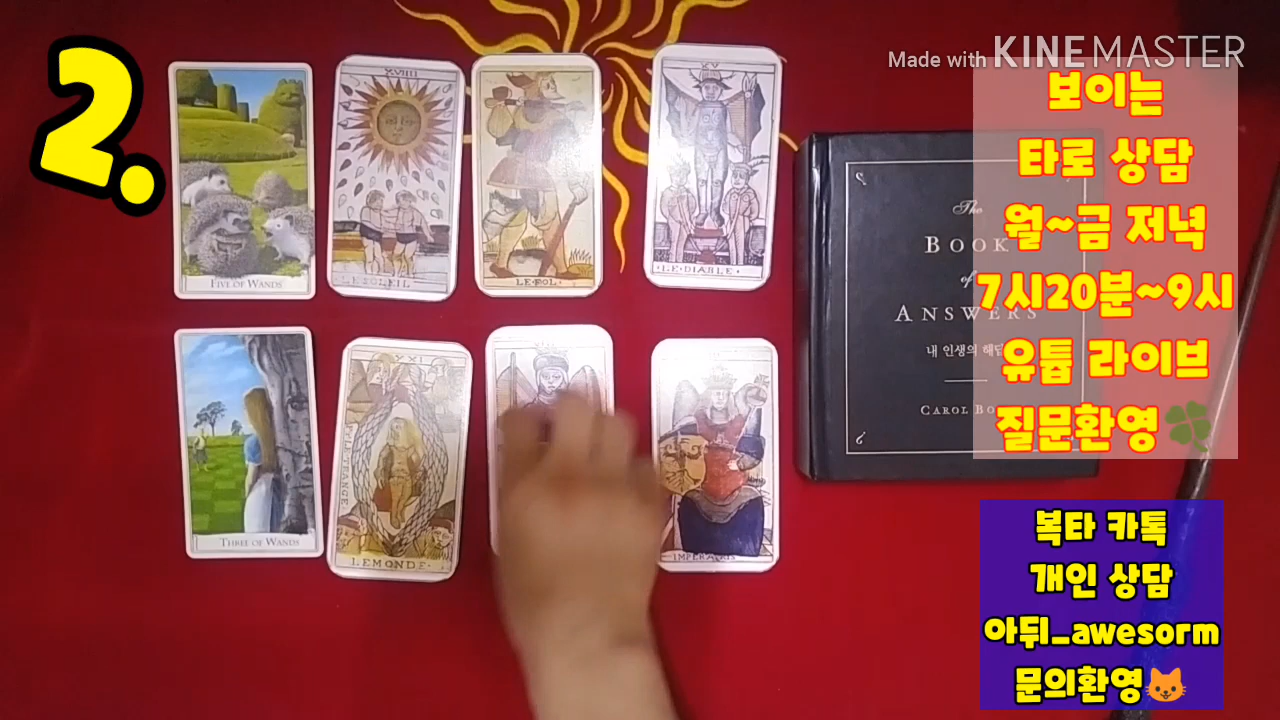 2.
Made with KINEMASTER
보이는
타로 상담
월~금 저녁
7시20분~9시
유튭 라이브
질문환영🍀
복타 카톡
개인 상담
아뒤_awesorm
문의환영😺
XVIIII
LE SOLEIL
LE FOL
XV
LE DIABLE
FIVE OF WANDS
THREE OF WANDS
XXI
LE MONDE
The
BOOK
of
ANSWERS
내 인생의
CAROL